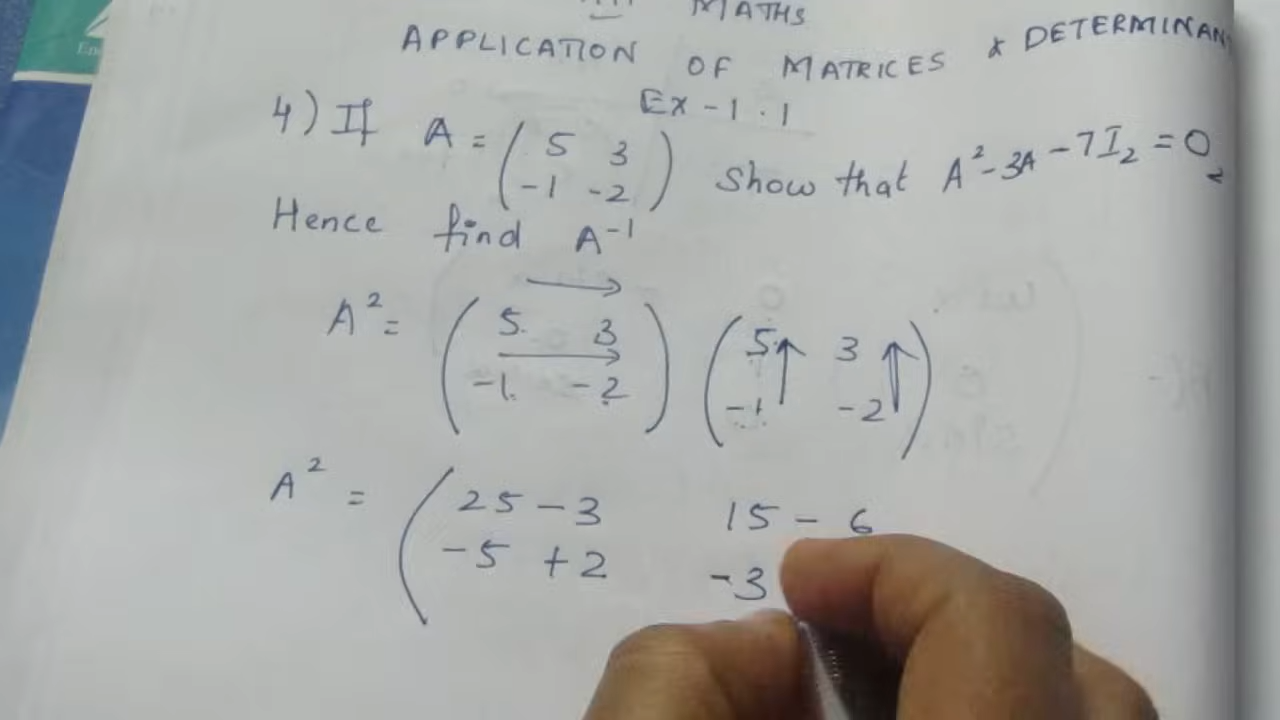 MATHS
APPLICATION OF MATRICES & DETERMINAN
Ex - 1.1
4) If A = ( 5 3 ) Show that A² - 3A - 7I₂ = O₂
( -1 -2 )
Hence find A⁻¹
A² = ( 5 3 ) ( 5 3 )
( -1 -2 ) ( -1 -2 )
A² = ( 25 - 3 15 - 6
-5 + 2 -3